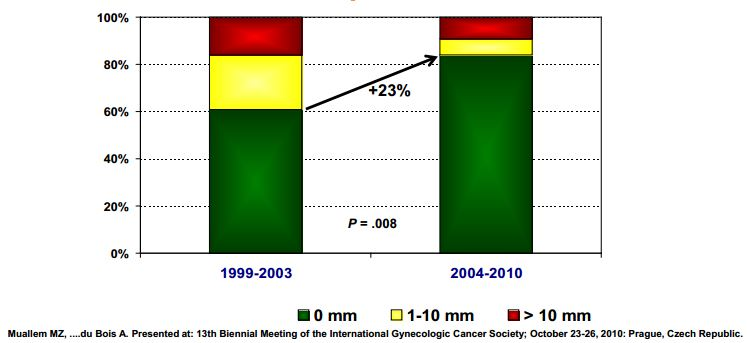 100%
80%
60%
40%
20%
0%
+23%
P = .008
1999-2003
2004-2010
0 mm
1-10 mm
> 10 mm
Muallem MZ, ....du Bois A. Presented at: 13th Biennial Meeting of the International Gynecologic Cancer Society; October 23-26, 2010: Prague, Czech Republic.